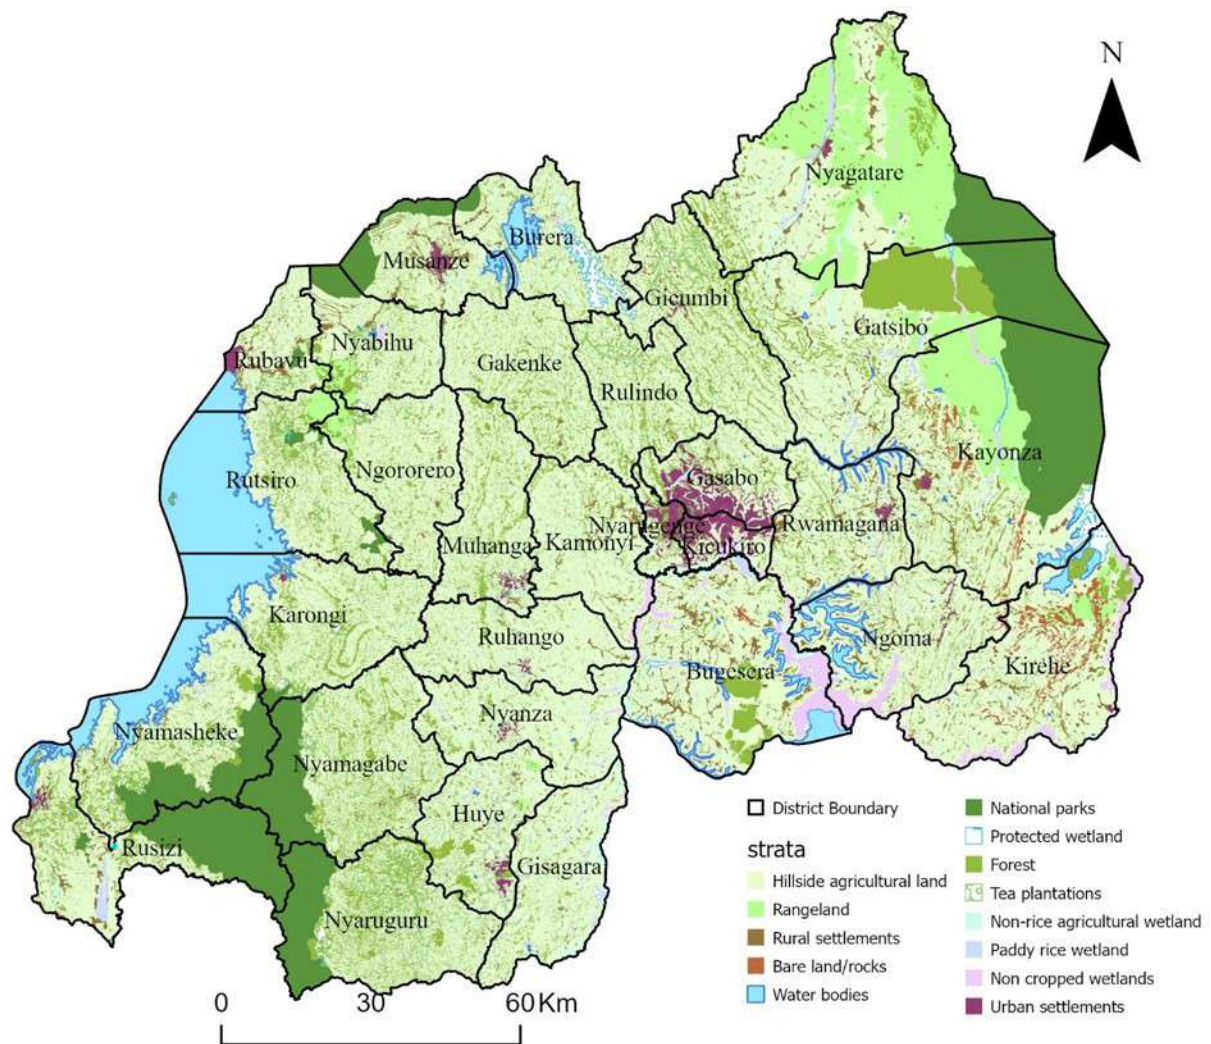 N
Nyagatare
Burera
Musanze
Gicumbi
Gatsibo
Nyabihu
Rubavu
Gakenke
Rulindo
Kayonza
Ngororero
Rutsiro
Gasabo
Nyarugenge
Rwamagana
Muhanga
Kamonyi
Kicukiro
Karongi
Ruhango
Ngoma
Bugesera
Kirehe
Nyanza
Nyamasheke
Nyamagabe
Huye
Rusizi
Gisagara
Nyaruguru
District Boundary
strata
Hillside agricultural land
Rangeland
Rural settlements
Bare land/rocks
Water bodies
National parks
Protected wetland
Forest
Tea plantations
Non-rice agricultural wetland
Paddy rice wetland
Non cropped wetlands
Urban settlements
0 30 60 Km